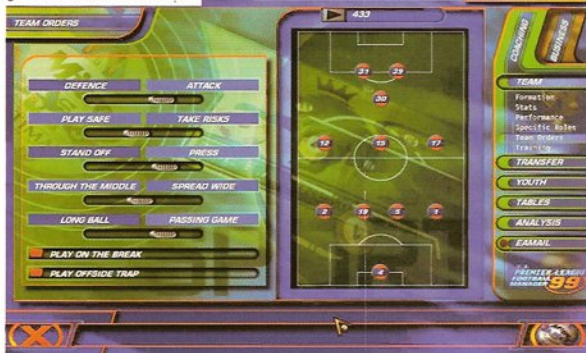 TEAM ORDERS
433
DEFENCE ATTACK
PLAY SAFE TAKE RISKS
STAND OFF PRESS
THROUGH THE MIDDLE SPREAD WIDE
LONG BALL PASSING GAME
PLAY ON THE BREAK
PLAY OFFSIDE TRAP
31 29
30
12 15 17
2 19 5 1
4
COACHING
BUSINESS
TEAM
Formation
Stats
Performance
Specific Roles
Team Orders
Training
TRANSFER
YOUTH
TABLES
ANALYSIS
EAMAIL
PREMIER LEAGUE
FOOTBALL
MANAGER 99